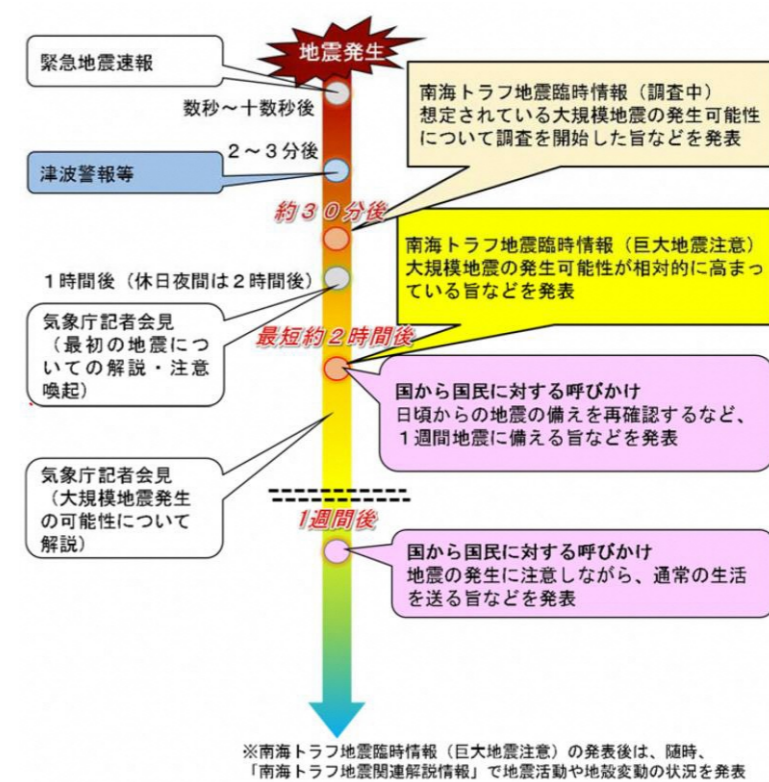 地震発生
緊急地震速報
数秒~十数秒後
南海トラフ地震臨時情報(調査中)
想定されている大規模地震の発生可能性
について調査を開始した旨などを発表
2~3分後
津波警報等
約30分後
南海トラフ地震臨時情報(巨大地震注意)
大規模地震の発生可能性が相対的に高まっ
ている旨などを発表
1時間後(休日夜間は2時間後)
気象庁記者会見
(最初の地震につ
いての解説・注意
喚起)
最短約2時間後
国から国民に対する呼びかけ
日頃からの地震の備えを再確認するなど、
1週間地震に備える旨などを発表
気象庁記者会見
(大規模地震発生
の可能性について
解説)
1週間後
国から国民に対する呼びかけ
地震の発生に注意しながら、通常の生活
を送る旨などを発表
※南海トラフ地震臨時情報(巨大地震注意)の発表後は、随時、
「南海トラフ地震関連解説情報」で地震活動や地殻変動の状況を発表